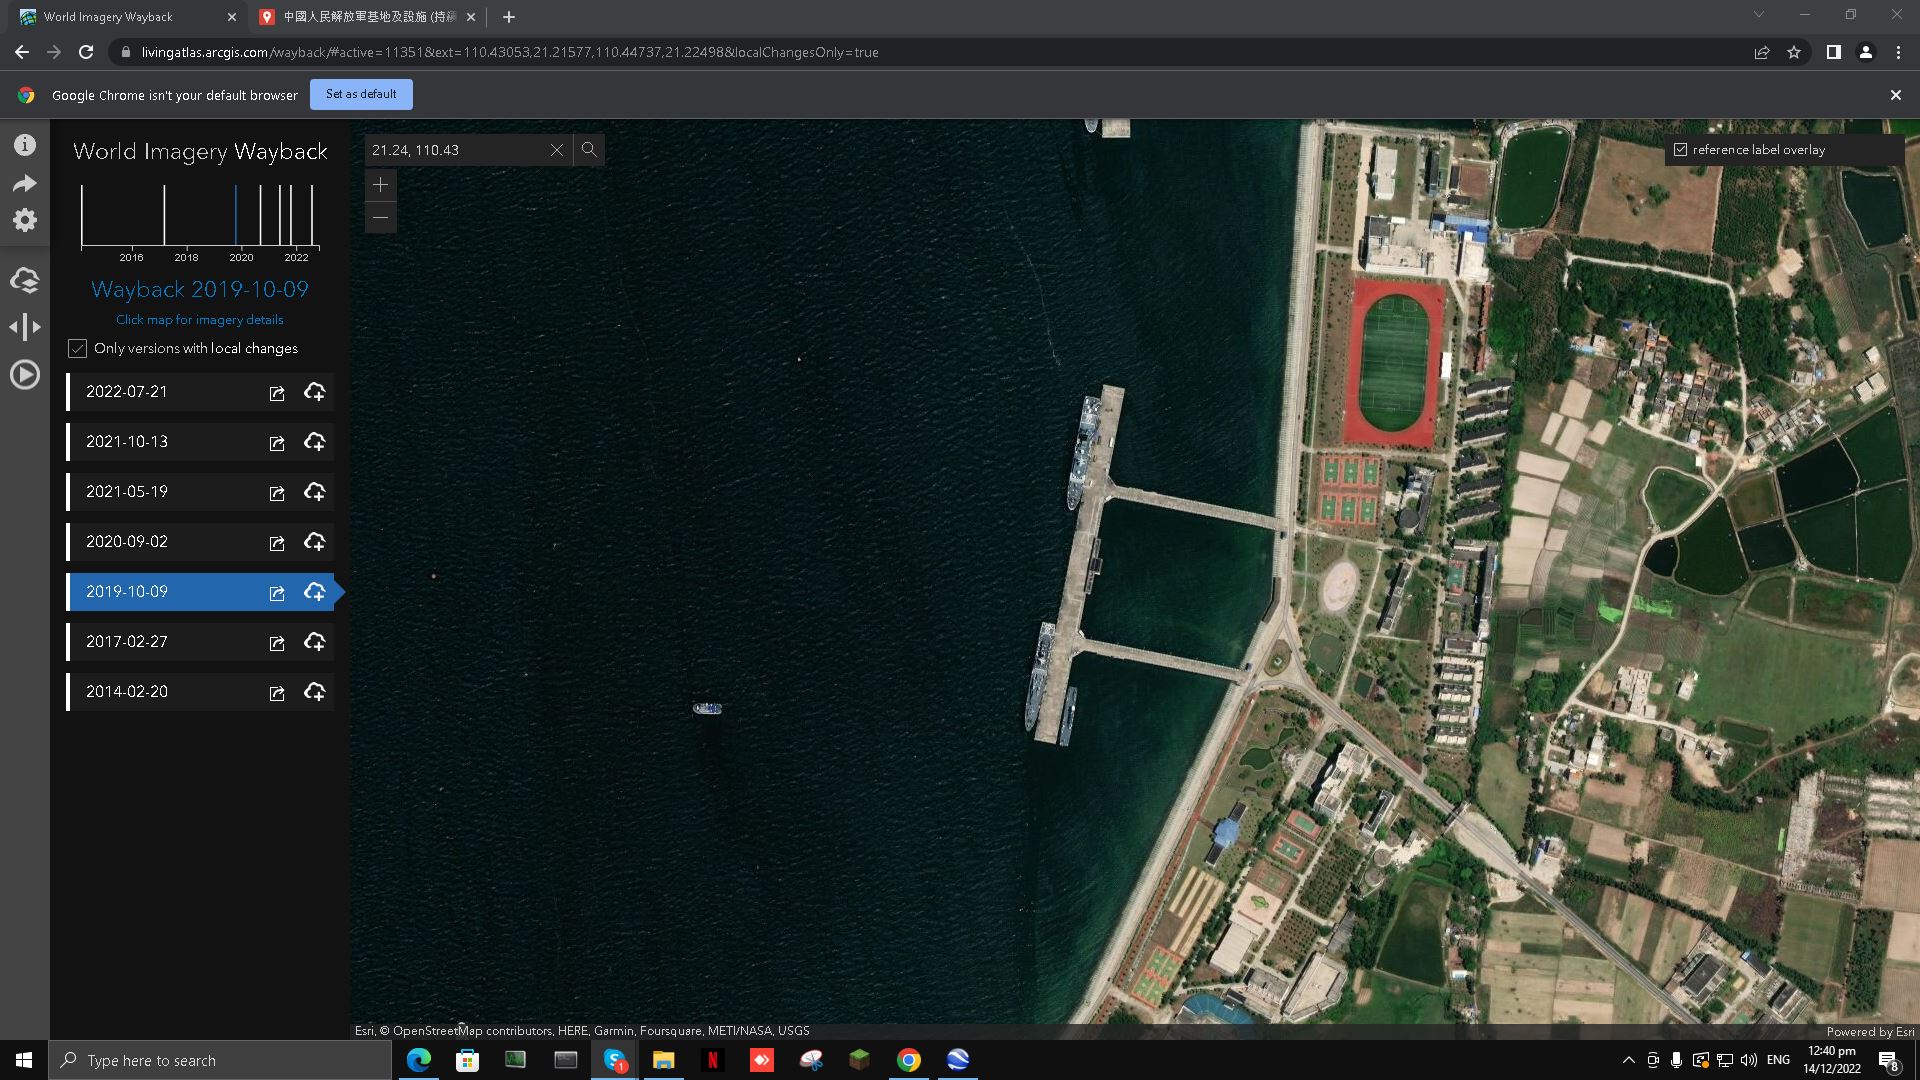 World Imagery Wayback
中國人民解放軍基地及設施 (持續
livingatlas.arcgis.com/wayback/#active=11351&ext=110.43053,21.21577,110.44737,21.22498&localChangesOnly=true
Google Chrome isn't your default browser
Set as default
World Imagery Wayback
21.24, 110.43
reference label overlay
2016 2018 2020 2022
Wayback 2019-10-09
Click map for imagery details
Only versions with local changes
2022-07-21
2021-10-13
2021-05-19
2020-09-02
2019-10-09
2017-02-27
2014-02-20
Esri, © OpenStreetMap contributors, HERE, Garmin, Foursquare, METI/NASA, USGS
Powered by Esri
Type here to search
1
N
ENG
12:40 pm
14/12/2022
8